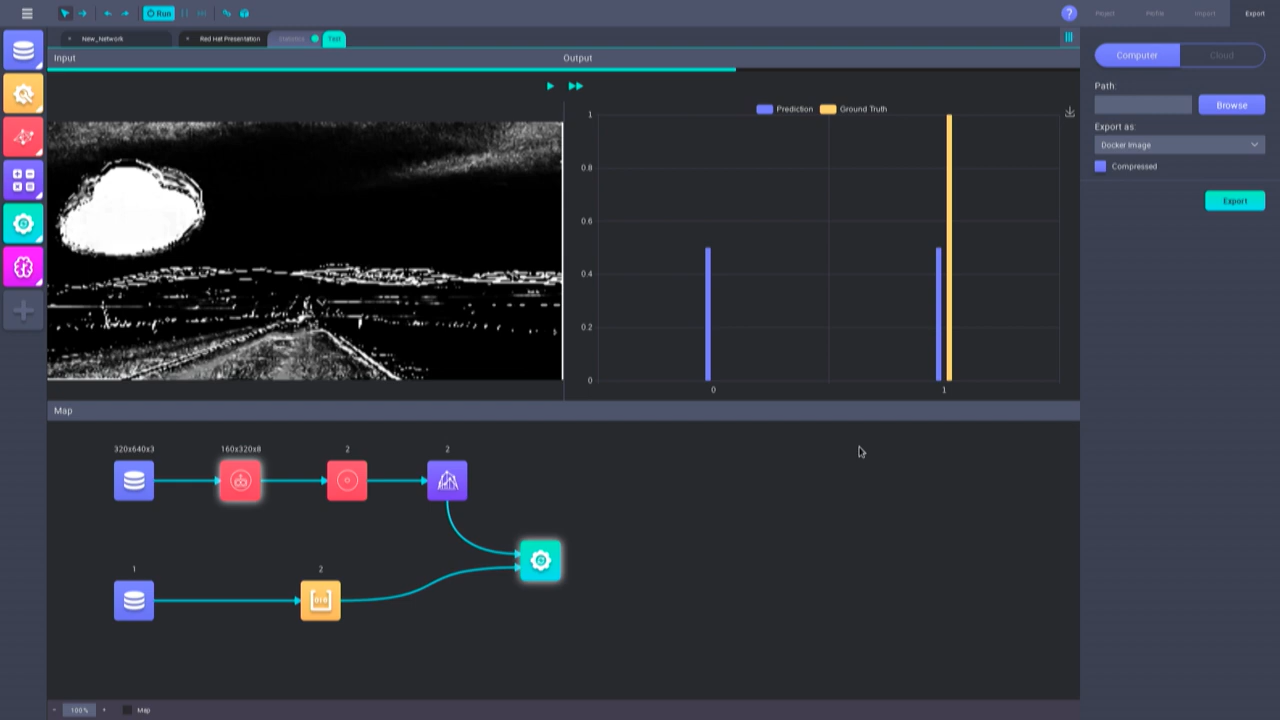 Run
?
Project
Profile
Import
Export
New_Network
Red Hat Presentation
Statistics
Test
Input
Output
Computer
Cloud
Path:
Browse
Export as:
Docker Image
Compressed
Export
Prediction
Ground Truth
1
0.8
0.6
0.4
0.2
0
0
1
Map
320x640x3
160x320x8
2
2
1
2
- 100% +
Map